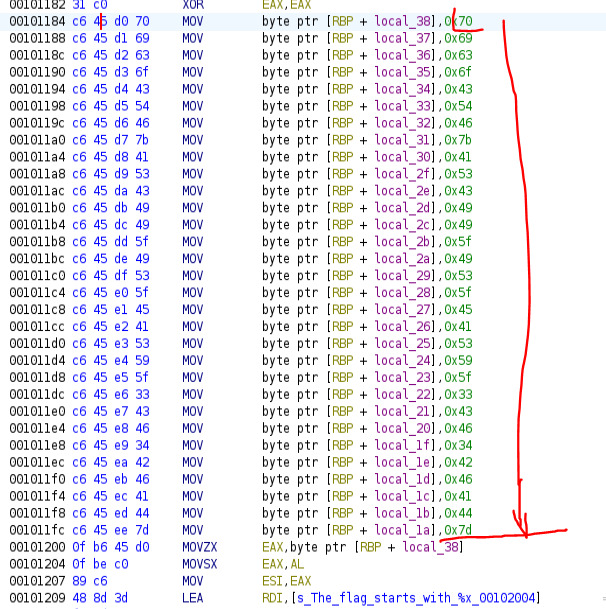 00101182 31 c0 XOR EAX,EAX
00101184 c6 45 d0 70 MOV byte ptr [RBP + local_38],0x70
00101188 c6 45 d1 69 MOV byte ptr [RBP + local_37],0x69
0010118c c6 45 d2 63 MOV byte ptr [RBP + local_36],0x63
00101190 c6 45 d3 6f MOV byte ptr [RBP + local_35],0x6f
00101194 c6 45 d4 43 MOV byte ptr [RBP + local_34],0x43
00101198 c6 45 d5 54 MOV byte ptr [RBP + local_33],0x54
0010119c c6 45 d6 46 MOV byte ptr [RBP + local_32],0x46
001011a0 c6 45 d7 7b MOV byte ptr [RBP + local_31],0x7b
001011a4 c6 45 d8 41 MOV byte ptr [RBP + local_30],0x41
001011a8 c6 45 d9 53 MOV byte ptr [RBP + local_2f],0x53
001011ac c6 45 da 43 MOV byte ptr [RBP + local_2e],0x43
001011b0 c6 45 db 49 MOV byte ptr [RBP + local_2d],0x49
001011b4 c6 45 dc 49 MOV byte ptr [RBP + local_2c],0x49
001011b8 c6 45 dd 5f MOV byte ptr [RBP + local_2b],0x5f
001011bc c6 45 de 49 MOV byte ptr [RBP + local_2a],0x49
001011c0 c6 45 df 53 MOV byte ptr [RBP + local_29],0x53
001011c4 c6 45 e0 5f MOV byte ptr [RBP + local_28],0x5f
001011c8 c6 45 e1 45 MOV byte ptr [RBP + local_27],0x45
001011cc c6 45 e2 41 MOV byte ptr [RBP + local_26],0x41
001011d0 c6 45 e3 53 MOV byte ptr [RBP + local_25],0x53
001011d4 c6 45 e4 59 MOV byte ptr [RBP + local_24],0x59
001011d8 c6 45 e5 5f MOV byte ptr [RBP + local_23],0x5f
001011dc c6 45 e6 33 MOV byte ptr [RBP + local_22],0x33
001011e0 c6 45 e7 43 MOV byte ptr [RBP + local_21],0x43
001011e4 c6 45 e8 46 MOV byte ptr [RBP + local_20],0x46
001011e8 c6 45 e9 34 MOV byte ptr [RBP + local_1f],0x34
001011ec c6 45 ea 42 MOV byte ptr [RBP + local_1e],0x42
001011f0 c6 45 eb 46 MOV byte ptr [RBP + local_1d],0x46
001011f4 c6 45 ec 41 MOV byte ptr [RBP + local_1c],0x41
001011f8 c6 45 ed 44 MOV byte ptr [RBP + local_1b],0x44
001011fc c6 45 ee 7d MOV byte ptr [RBP + local_1a],0x7d
00101200 0f b6 45 d0 MOVZX EAX,byte ptr [RBP + local_38]
00101204 0f be c0 MOVSX EAX,AL
00101207 89 c6 MOV ESI,EAX
00101209 48 8d 3d LEA RDI,[s_The_flag_starts_with_%x_00102004]